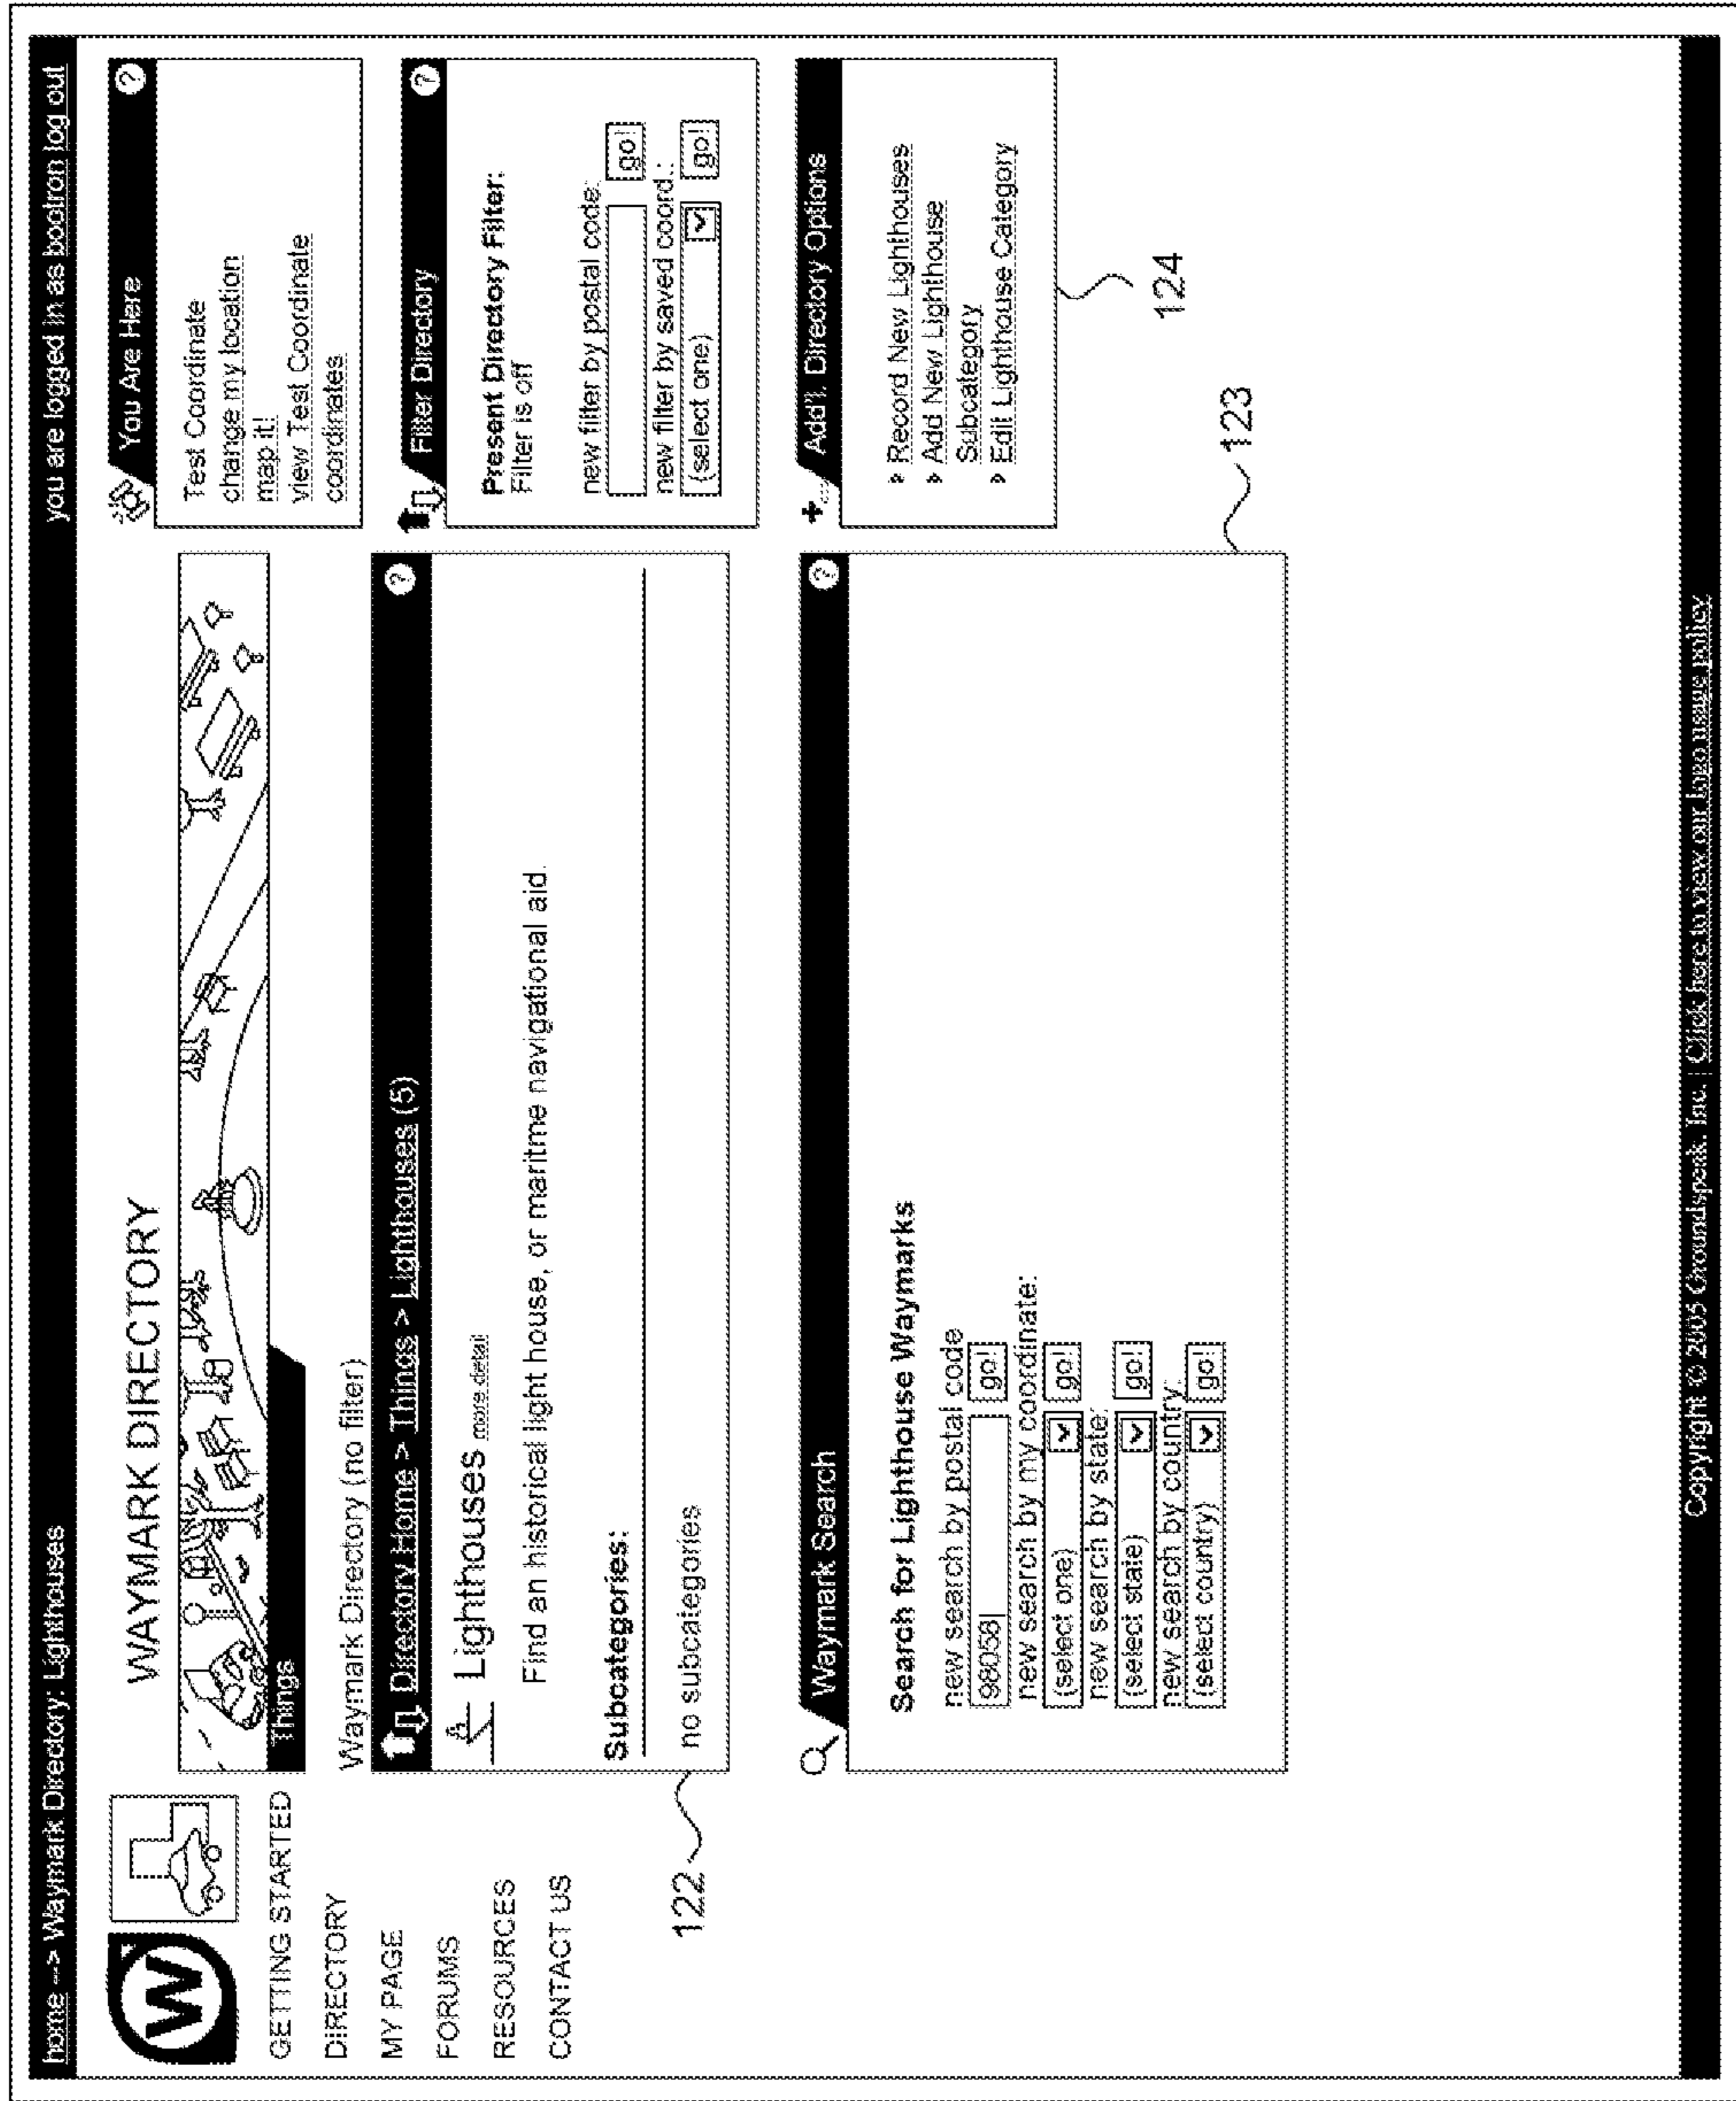 home --> Waymark Directory: Lighthouses
you are logged in as bootron log out
W
GETTING STARTED
DIRECTORY
MY PAGE
FORUMS
RESOURCES
CONTACT US
WAYMARK DIRECTORY
Things
Waymark Directory (no filter)
Directory Home > Things > Lighthouses (5)
?
Lighthouses more detail
Find an historical light house, or maritme navigational aid.
Subcategories:
no subcategories
122
Waymark Search
?
Search for Lighthouse Waymarks
new search by postal code
98058
go!
new search by my coordinate:
(select one)
go!
new search by state:
(select state)
go!
new search by country:
(select country)
go!
123
You Are Here
?
Test Coordinate
change my location
map it!
view Test Coordinate
coordinates
Filter Directory
?
Present Directory Filter:
Filter is off
new filter by postal code:
go!
new filter by saved coord.:
(select one)
go!
Add'l. Directory Options
Record New Lighthouses
Add New Lighthouse
Subcategory
Edit Lighthouse Category
124
Copyright © 2005 Groundspeak. Inc. | Click here to view our logo usage policy